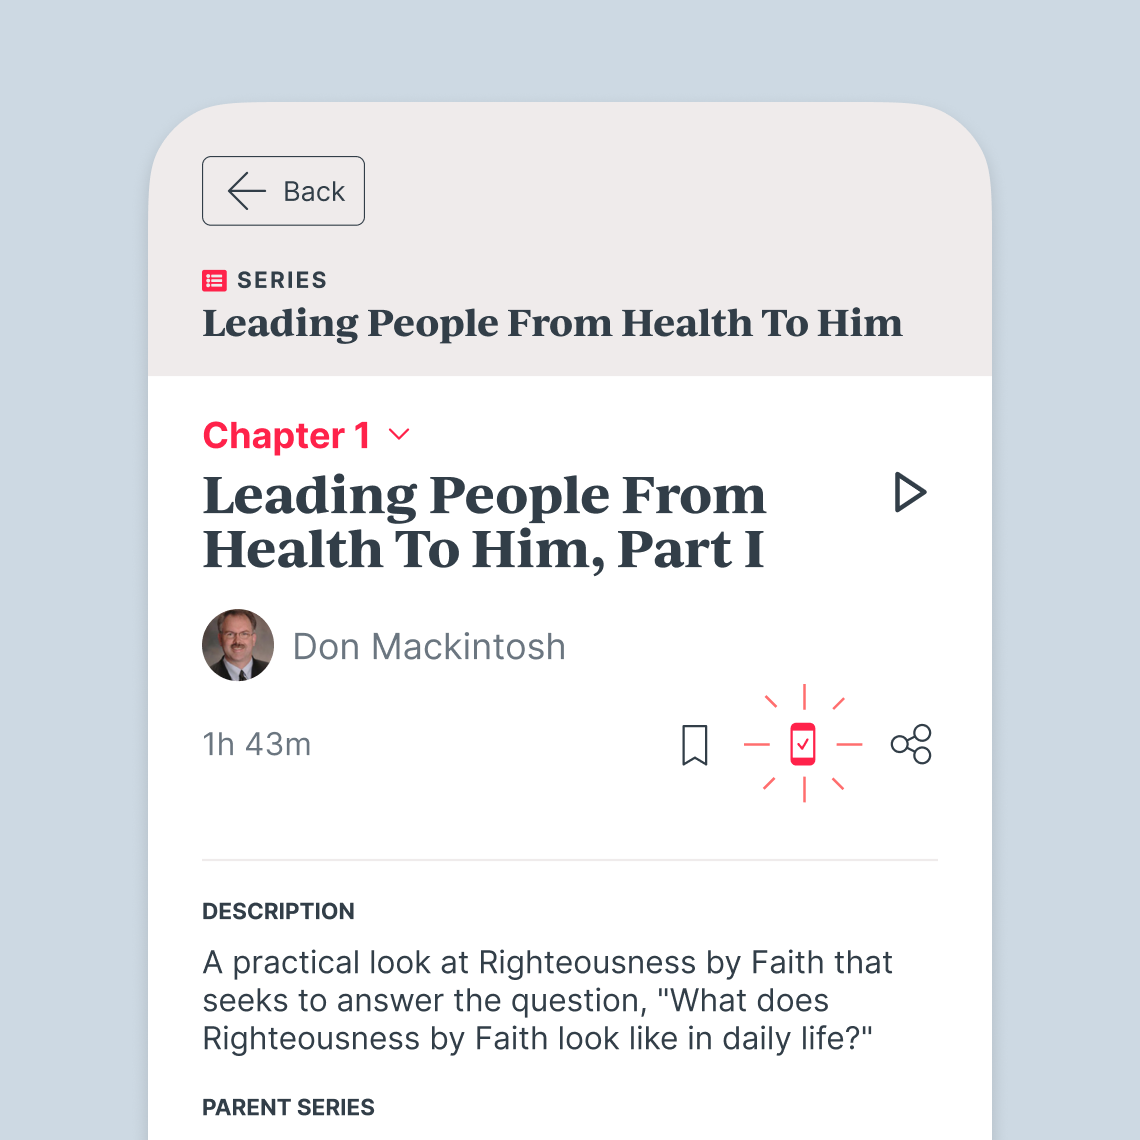 Back
SERIES
Leading People From Health To Him
Chapter 1
Leading People From
Health To Him, Part I
Don Mackintosh
1h 43m
DESCRIPTION
A practical look at Righteousness by Faith that
seeks to answer the question, "What does
Righteousness by Faith look like in daily life?"
PARENT SERIES